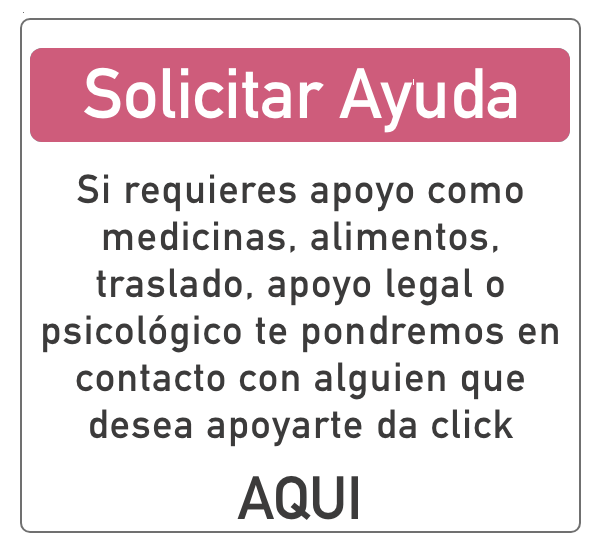 Solicitar Ayuda
Si requieres apoyo como
medicinas, alimentos,
traslado, apoyo legal o
psicológico te pondremos en
contacto con alguien que
desea apoyarte da click
AQUI